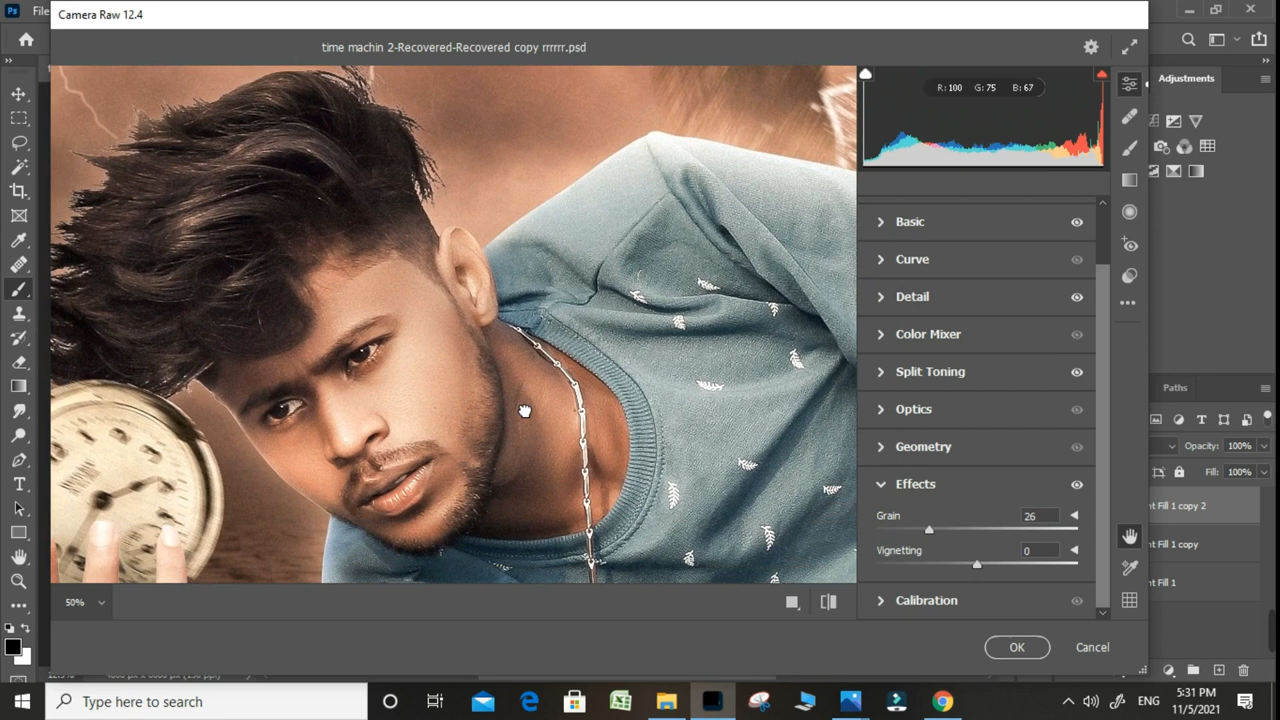 Camera Raw 12.4
Ps
File
time machin 2-Recovered-Recovered copy rrrrrr.psd
R: 100 G: 75 B: 67
Adjustments
Basic
Curve
Detail
Color Mixer
Split Toning
Optics
Geometry
Effects
Grain
26
Vignetting
0
Calibration
Paths
Opacity: 100%
Fill: 100%
nt Fill 1 copy 2
nt Fill 1 copy
nt Fill 1
50%
OK
Cancel
Type here to search
ENG
5:31 PM
11/5/2021